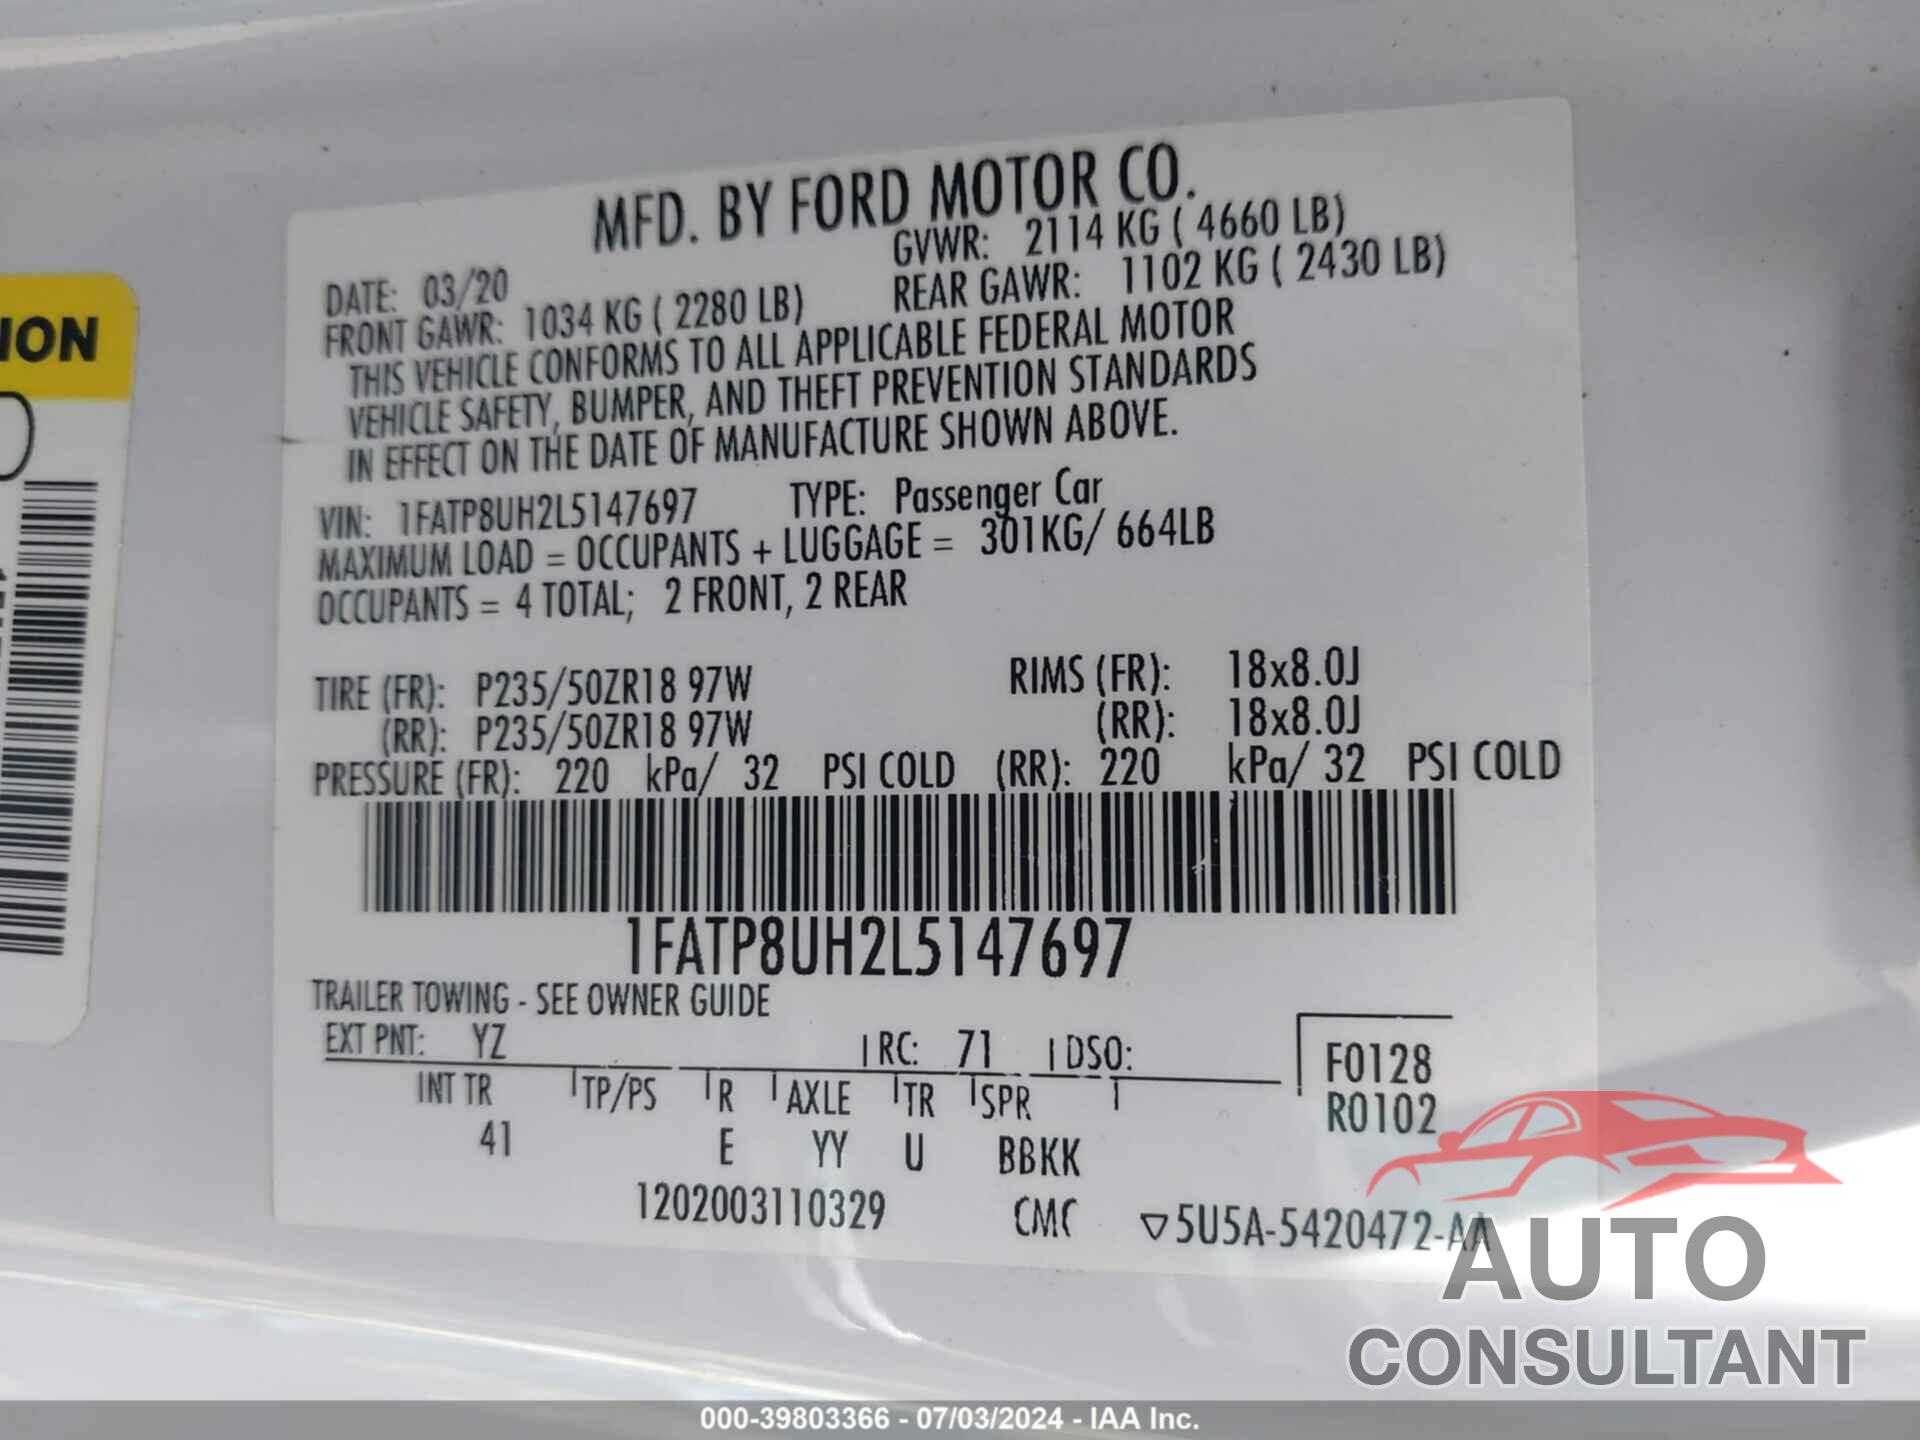 MFD. BY FORD MOTOR CO.
DATE: 03/20 GVWR: 2114 KG ( 4660 LB)
FRONT GAWR: 1034 KG ( 2280 LB) REAR GAWR: 1102 KG ( 2430 LB)
THIS VEHICLE CONFORMS TO ALL APPLICABLE FEDERAL MOTOR
VEHICLE SAFETY, BUMPER, AND THEFT PREVENTION STANDARDS
IN EFFECT ON THE DATE OF MANUFACTURE SHOWN ABOVE.
VIN: 1FATP8UH2L5147697 TYPE: Passenger Car
MAXIMUM LOAD = OCCUPANTS + LUGGAGE = 301KG/ 664LB
OCCUPANTS = 4 TOTAL; 2 FRONT, 2 REAR
TIRE (FR): P235/50ZR18 97W RIMS (FR): 18x8.0J
(RR): P235/50ZR18 97W (RR): 18x8.0J
PRESSURE (FR): 220 kPa/ 32 PSI COLD (RR): 220 kPa/ 32 PSI COLD
1FATP8UH2L5147697
TRAILER TOWING - SEE OWNER GUIDE
EXT PNT: YZ RC: 71 DSO:
F0128
R0102
INT TR TP/PS R AXLE TR SPR
41 E YY U BBKK
1202003110329 CMC ▽5U5A-5420472-AA
ION
AUTO
CONSULTANT
000-39803366 - 07/03/2024 - IAA Inc.